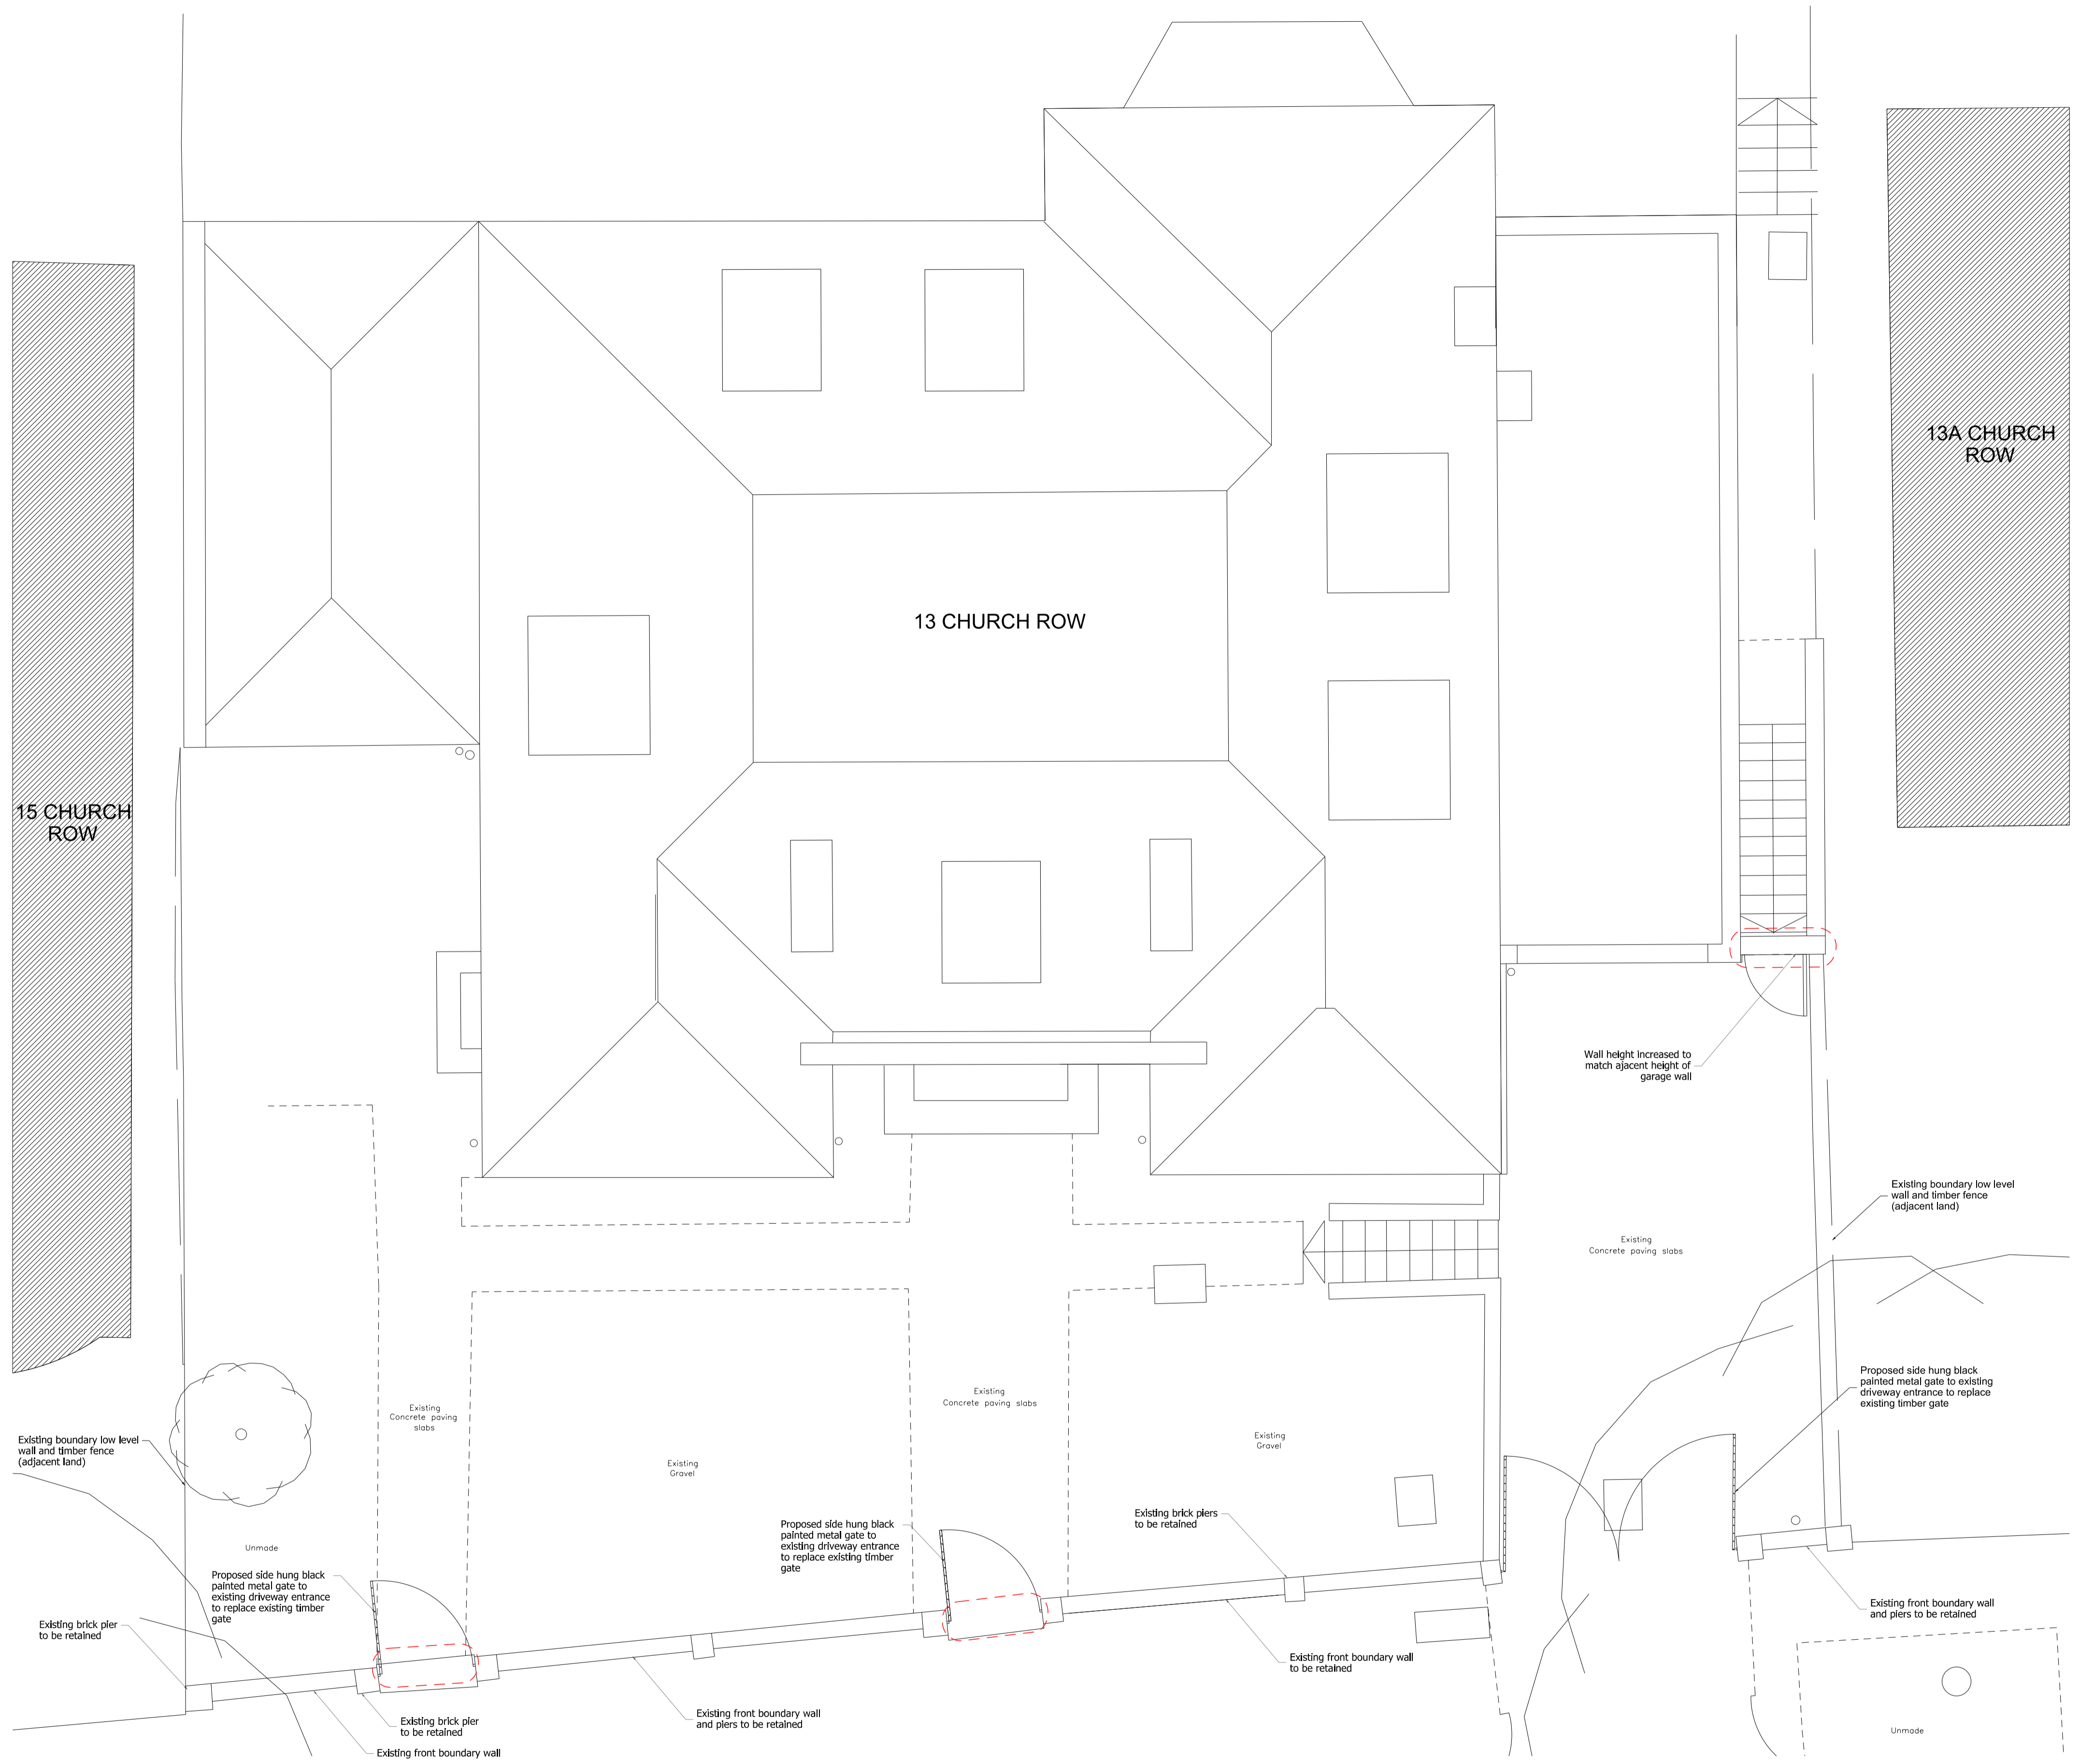 13A CHURCH
ROW
13 CHURCH ROW
15 CHURCH
ROW
Wall height increased to
match ajacent height of
garage wall
Existing boundary low level
wall and timber fence
(adjacent land)
Existing
Concrete paving slabs
Proposed side hung black
painted metal gate to existing
driveway entrance to replace
existing timber gate
Existing
Concrete paving slabs
Existing
Concrete paving
slabs
Existing
Gravel
Existing boundary low level
wall and timber fence
(adjacent land)
Existing
Gravel
Existing brick piers
to be retained
Proposed side hung black
painted metal gate to
existing driveway entrance
to replace existing timber
gate
Unmade
Proposed side hung black
painted metal gate to
existing driveway entrance
to replace existing timber
gate
Existing brick pier
to be retained
Existing front boundary wall
and piers to be retained
Existing front boundary wall
to be retained
Existing front boundary wall
and piers to be retained
Existing brick pier
to be retained
Unmade
Existing front boundary wall